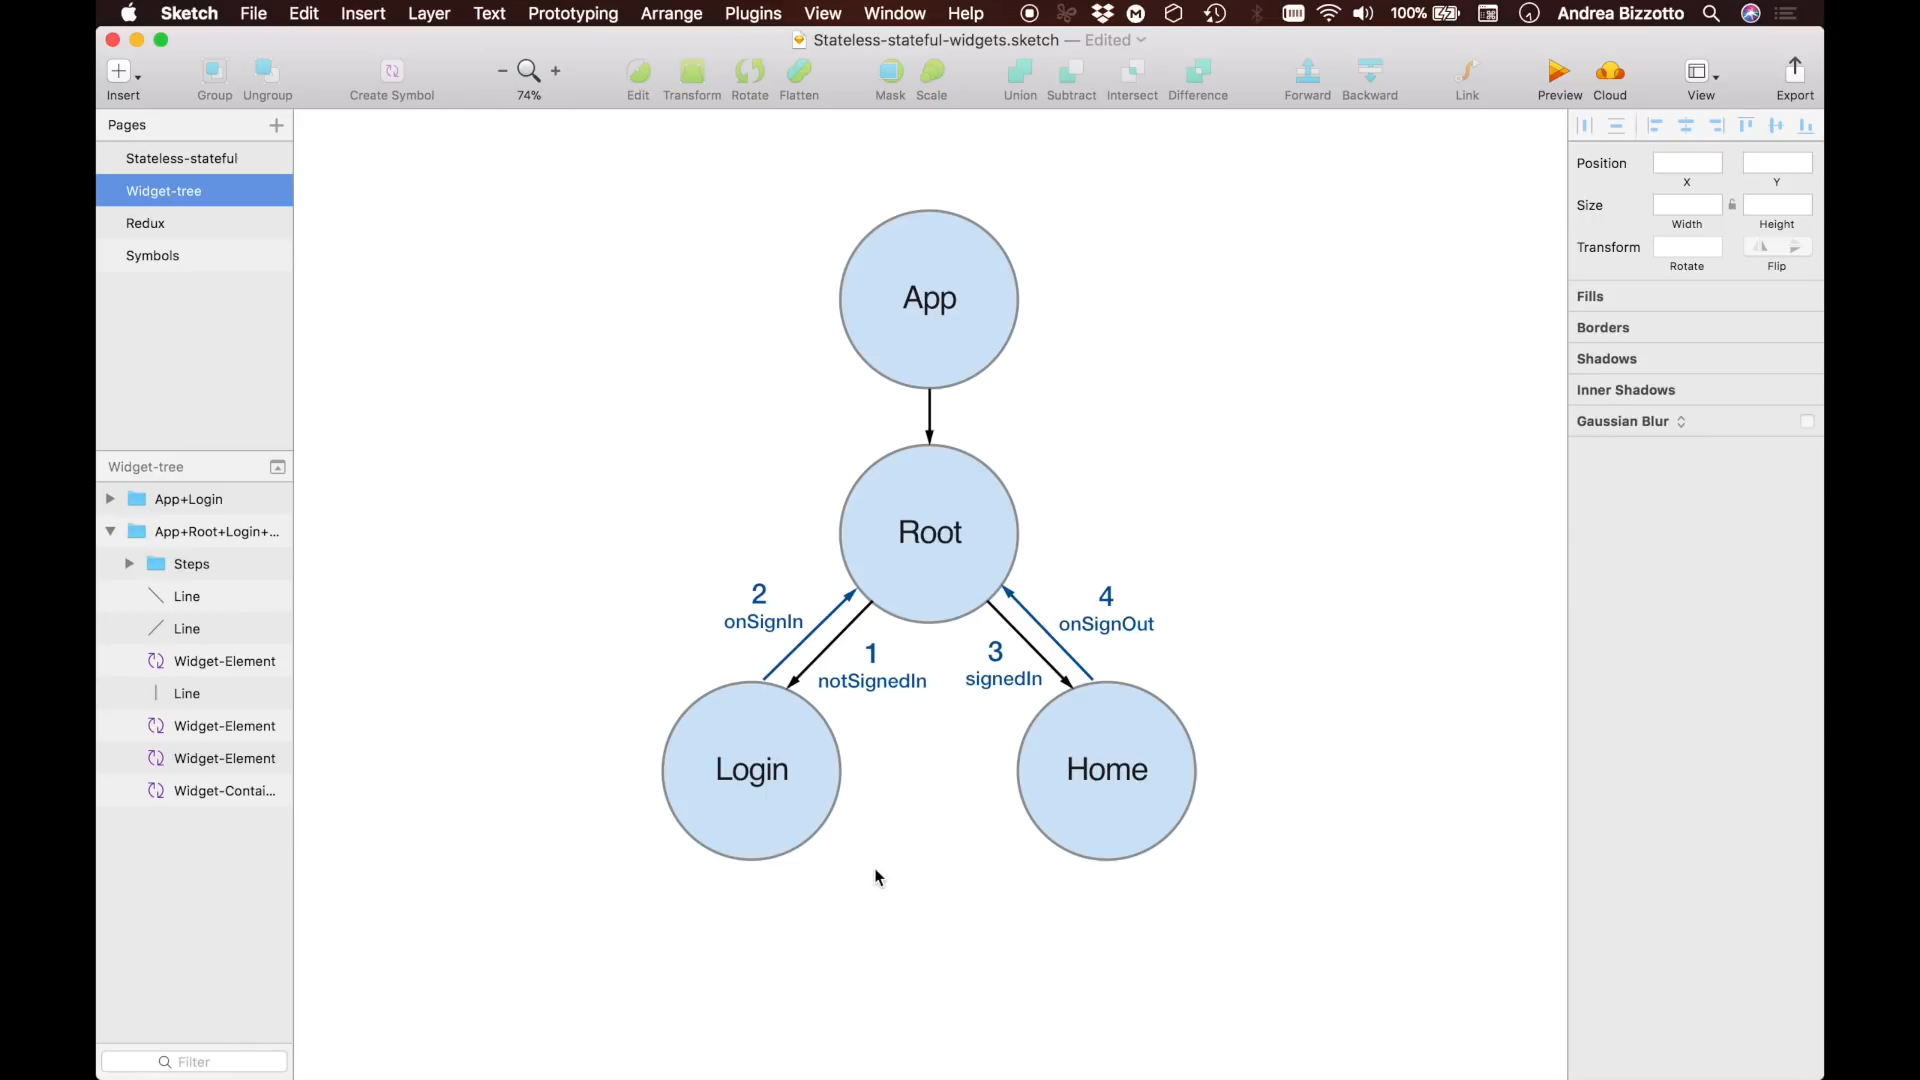 Sketch File Edit Insert Layer Text Prototyping Arrange Plugins View Window Help 100% Andrea Bizzotto
Stateless-stateful-widgets.sketch — Edited
Insert Group Ungroup Create Symbol 74% Edit Transform Rotate Flatten Mask Scale Union Subtract Intersect Difference Forward Backward Link Preview Cloud View Export
Pages
Stateless-stateful
Widget-tree
Redux
Symbols
Widget-tree
App+Login
App+Root+Login+...
Steps
Line
Line
Widget-Element
Line
Widget-Element
Widget-Element
Widget-Contai...
Filter
App
Root
2
onSignIn
1
notSignedIn
3
signedIn
4
onSignOut
Login
Home
Position
X Y
Size
Width Height
Transform
Rotate Flip
Fills
Borders
Shadows
Inner Shadows
Gaussian Blur